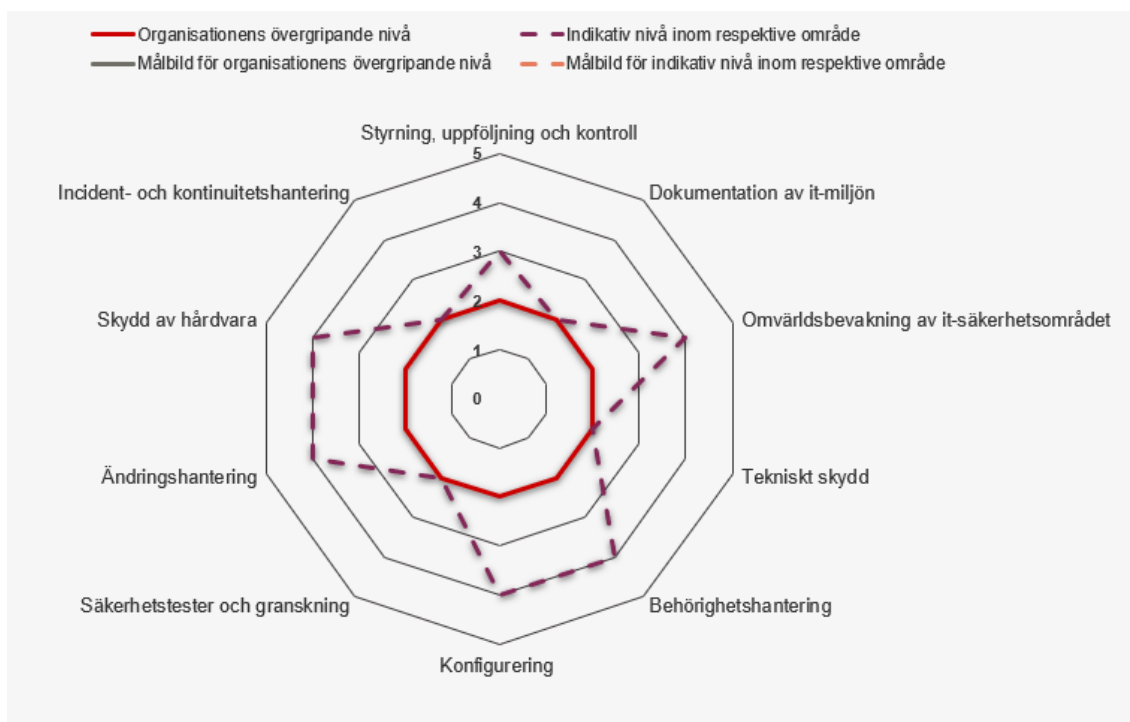 Organisationens övergripande nivå
Indikativ nivå inom respektive område
Målbild för organisationens övergripande nivå
Målbild för indikativ nivå inom respektive område
Styrning, uppföljning och kontroll
5
Incident- och kontinuitetshantering
Dokumentation av it-miljön
4
3
2
Skydd av hårdvara
Omvärldsbevakning av it-säkerhetsområdet
1
0
Ändringshantering
Tekniskt skydd
Säkerhetstester och granskning
Behörighetshantering
Konfigurering